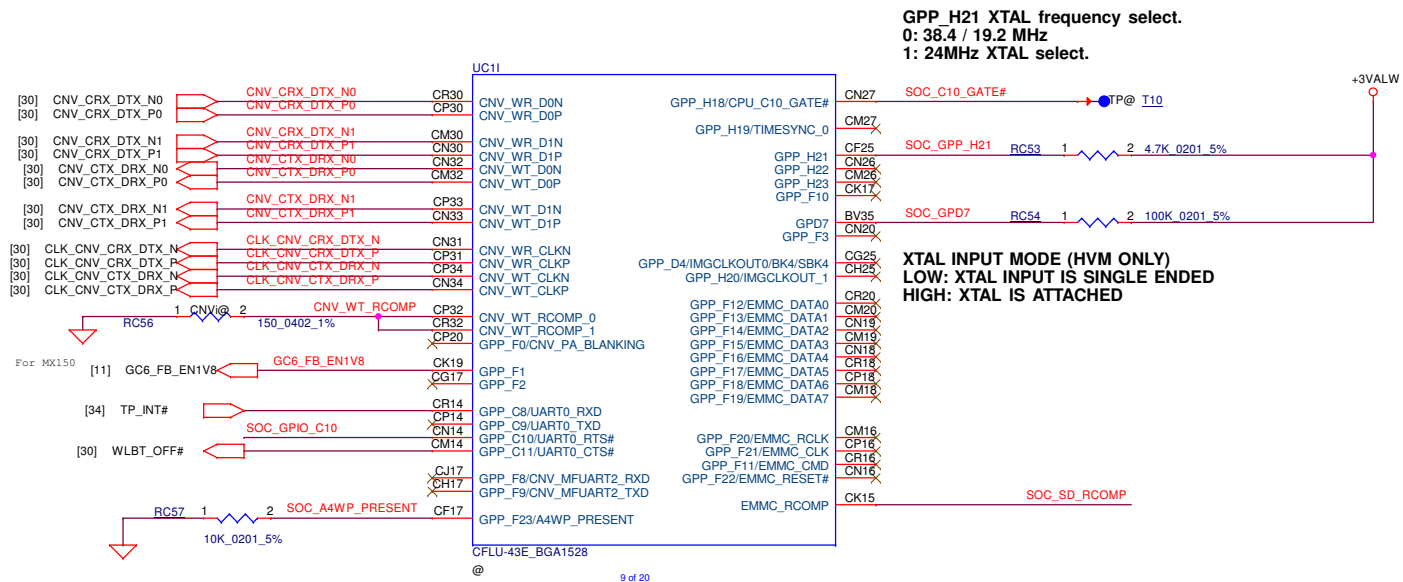 GPP_H21 XTAL frequency select.
0: 38.4 / 19.2 MHz
1: 24MHz XTAL select.
UC1I
+3VALW
[30] CNV_CRX_DTX_N0 CNV_CRX_DTX_N0 CR30 CNV_WR_D0N
[30] CNV_CRX_DTX_P0 CNV_CRX_DTX_P0 CP30 CNV_WR_D0P
[30] CNV_CRX_DTX_N1 CNV_CRX_DTX_N1 CM30 CNV_WR_D1N
[30] CNV_CRX_DTX_P1 CNV_CRX_DTX_P1 CN30 CNV_WR_D1P
[30] CNV_CTX_DRX_N0 CNV_CTX_DRX_N0 CN32 CNV_WT_D0N
[30] CNV_CTX_DRX_P0 CNV_CTX_DRX_P0 CM32 CNV_WT_D0P
[30] CNV_CTX_DRX_N1 CNV_CTX_DRX_N1 CP33 CNV_WT_D1N
[30] CNV_CTX_DRX_P1 CNV_CTX_DRX_P1 CN33 CNV_WT_D1P
[30] CLK_CNV_CRX_DTX_N CLK_CNV_CRX_DTX_N CN31 CNV_WR_CLKN
[30] CLK_CNV_CRX_DTX_P CLK_CNV_CRX_DTX_P CP31 CNV_WR_CLKP
[30] CLK_CNV_CTX_DRX_N CLK_CNV_CTX_DRX_N CP34 CNV_WT_CLKN
[30] CLK_CNV_CTX_DRX_P CLK_CNV_CTX_DRX_P CN34 CNV_WT_CLKP
RC56 1 CNVi@ 2 150_0402_1% CNV_WT_RCOMP CP32 CNV_WT_RCOMP_0
CR32 CNV_WT_RCOMP_1
CP20 GPP_F0/CNV_PA_BLANKING
For MX150
[11] GC6_FB_EN1V8 GC6_FB_EN1V8 CK19 GPP_F1
CG17 GPP_F2
[34] TP_INT# CR14 GPP_C8/UART0_RXD
CP14 GPP_C9/UART0_TXD
SOC_GPIO_C10 CN14 GPP_C10/UART0_RTS#
[30] WLBT_OFF# CM14 GPP_C11/UART0_CTS#
CJ17 GPP_F8/CNV_MFUART2_RXD
CH17 GPP_F9/CNV_MFUART2_TXD
RC57 1 2 10K_0201_5% SOC_A4WP_PRESENT CF17 GPP_F23/A4WP_PRESENT
GPP_H18/CPU_C10_GATE# CN27 SOC_C10_GATE# TP@ T10
GPP_H19/TIMESYNC_0 CM27
GPP_H21 CF25 SOC_GPP_H21 RC53 1 2 4.7K_0201_5%
GPP_H22 CN26
GPP_H23 CM26
GPP_F10 CK17
GPD7 BV35 SOC_GPD7 RC54 1 2 100K_0201_5%
GPP_F3 CN20
GPP_D4/IMGCLKOUT0/BK4/SBK4 CG25
GPP_H20/IMGCLKOUT_1 CH25
XTAL INPUT MODE (HVM ONLY)
LOW: XTAL INPUT IS SINGLE ENDED
HIGH: XTAL IS ATTACHED
GPP_F12/EMMC_DATA0 CR20
GPP_F13/EMMC_DATA1 CM20
GPP_F14/EMMC_DATA2 CN19
GPP_F15/EMMC_DATA3 CM19
GPP_F16/EMMC_DATA4 CN18
GPP_F17/EMMC_DATA5 CR18
GPP_F18/EMMC_DATA6 CP18
GPP_F19/EMMC_DATA7 CM18
GPP_F20/EMMC_RCLK CM16
GPP_F21/EMMC_CLK CP16
GPP_F11/EMMC_CMD CR16
GPP_F22/EMMC_RESET# CN16
EMMC_RCOMP CK15 SOC_SD_RCOMP
CFLU-43E_BGA1528
@
9 of 20